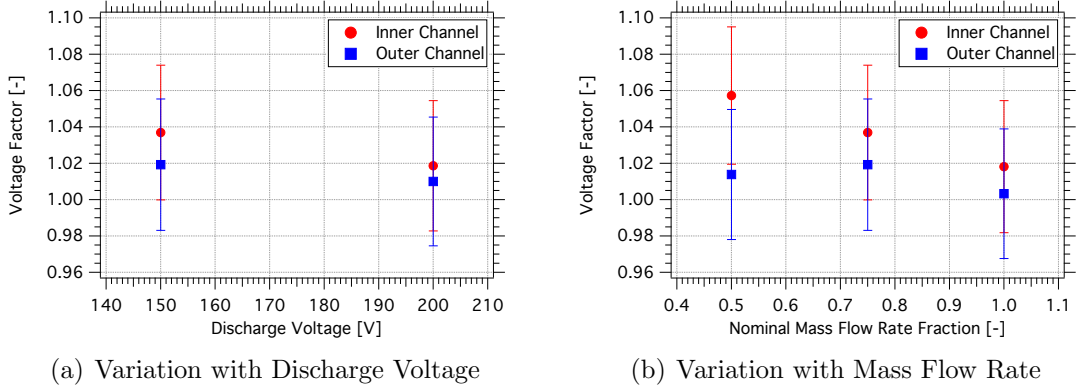 1.10
1.08
1.06
1.04
1.02
1.00
0.98
0.96
Voltage Factor [-]
Inner Channel
Outer Channel
140 150 160 170 180 190 200 210
Discharge Voltage [V]
(a) Variation with Discharge Voltage
1.10
1.08
1.06
1.04
1.02
1.00
0.98
0.96
Voltage Factor [-]
Inner Channel
Outer Channel
0.4 0.5 0.6 0.7 0.8 0.9 1.0 1.1
Nominal Mass Flow Rate Fraction [-]
(b) Variation with Mass Flow Rate